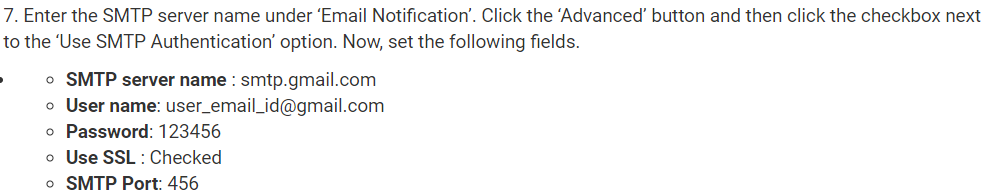 7. Enter the SMTP server name under ‘Email Notification’. Click the ‘Advanced’ button and then click the checkbox next
to the ‘Use SMTP Authentication’ option. Now, set the following fields.
SMTP server name : smtp.gmail.com
User name: user_email_id@gmail.com
Password: 123456
Use SSL : Checked
SMTP Port: 456